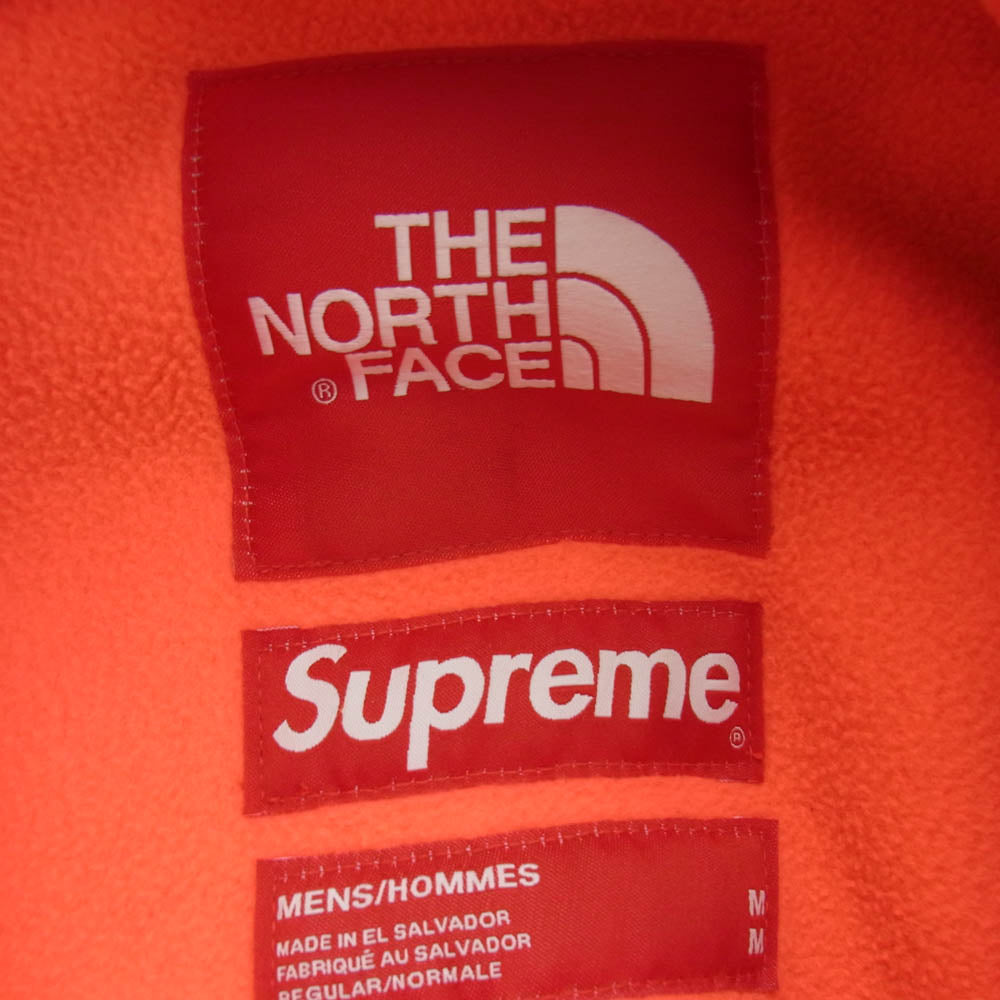 THE
NORTH
® FACE
Supreme®
MENS/HOMMES
M
MADE IN EL SALVADOR
M
FABRIQUÉ AU SALVADOR
REGULAR/NORMALE